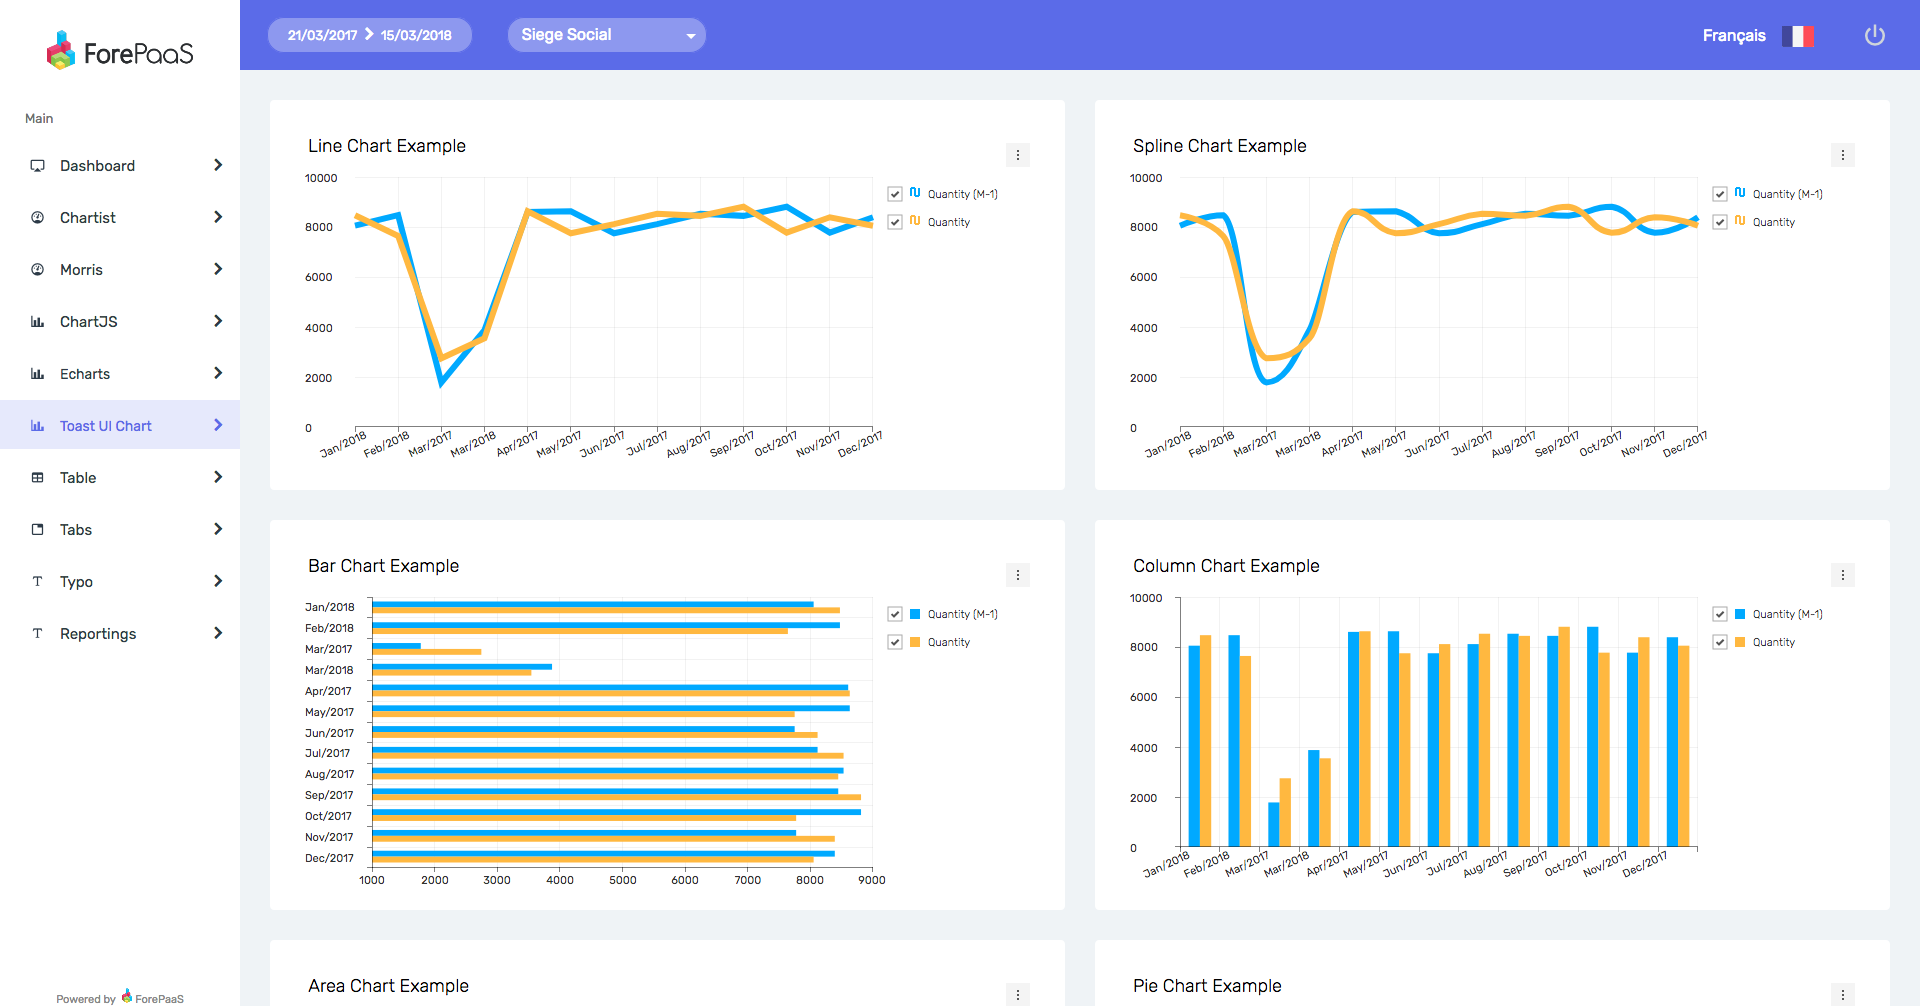 ForePaaS
21/03/2017 15/03/2018
Siege Social
Français
Main
Dashboard
Chartist
Morris
ChartJS
Echarts
Toast UI Chart
Table
Tabs
Typo
Reportings
Powered by ForePaaS
Line Chart Example
10000
8000
6000
4000
2000
0
Jan/2018 Feb/2018 Mar/2017 Mar/2018 Apr/2017 May/2017 Jun/2017 Jul/2017 Aug/2017 Sep/2017 Oct/2017 Nov/2017 Dec/2017
Quantity (M-1)
Quantity
Spline Chart Example
10000
8000
6000
4000
2000
0
Jan/2018 Feb/2018 Mar/2017 Mar/2018 Apr/2017 May/2017 Jun/2017 Jul/2017 Aug/2017 Sep/2017 Oct/2017 Nov/2017 Dec/2017
Quantity (M-1)
Quantity
Bar Chart Example
Jan/2018
Feb/2018
Mar/2017
Mar/2018
Apr/2017
May/2017
Jun/2017
Jul/2017
Aug/2017
Sep/2017
Oct/2017
Nov/2017
Dec/2017
1000 2000 3000 4000 5000 6000 7000 8000 9000
Quantity (M-1)
Quantity
Column Chart Example
10000
8000
6000
4000
2000
0
Jan/2018 Feb/2018 Mar/2017 Mar/2018 Apr/2017 May/2017 Jun/2017 Jul/2017 Aug/2017 Sep/2017 Oct/2017 Nov/2017 Dec/2017
Quantity (M-1)
Quantity
Area Chart Example
Pie Chart Example